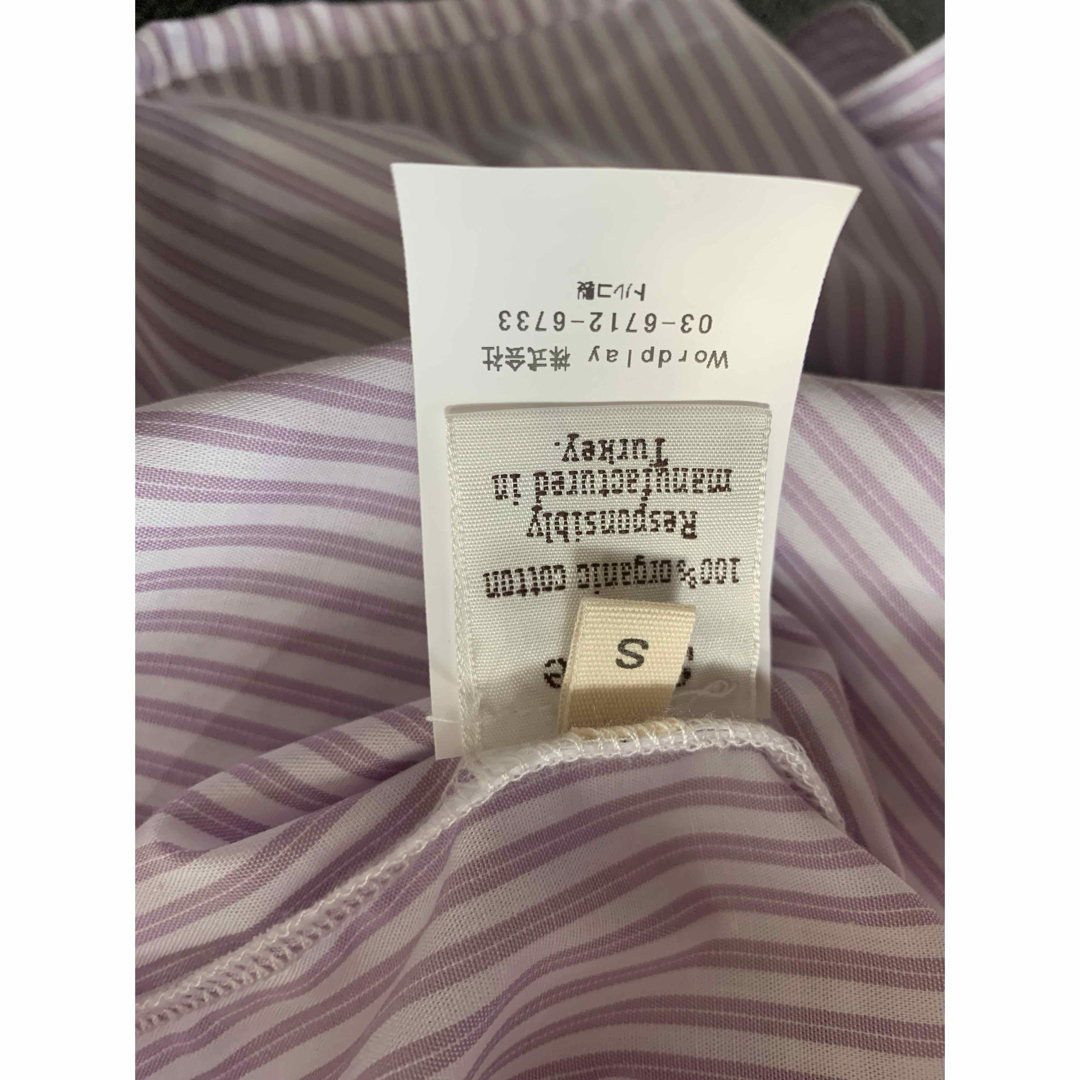 S
100% organic cotton
Responsibly
manufactured in
Turkey.
Wordplay 株式会社
03-6712-6733
トルコ製